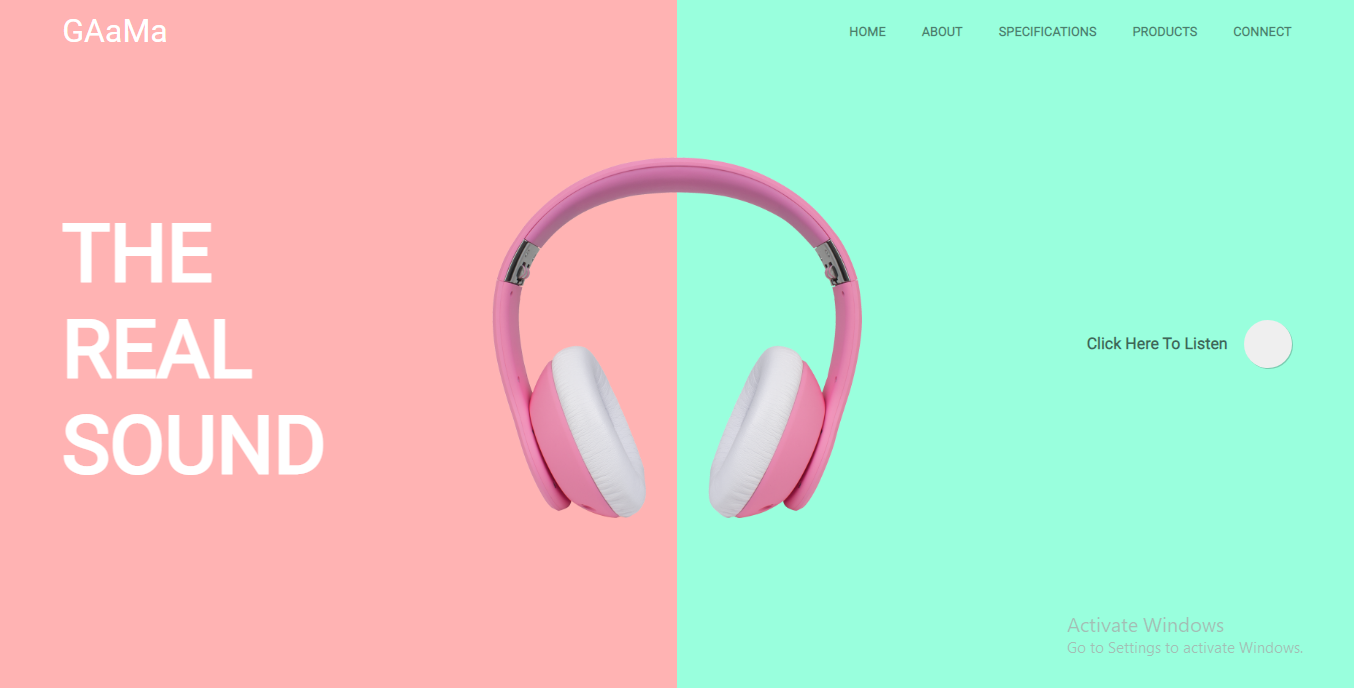 GAaMa
HOME ABOUT SPECIFICATIONS PRODUCTS CONNECT
THE
REAL
SOUND
Click Here To Listen
Activate Windows
Go to Settings to activate Windows.